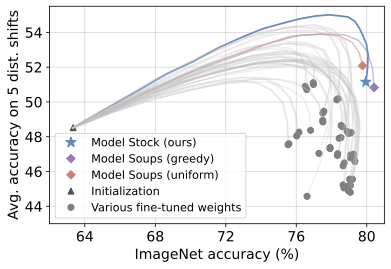 Avg. accuracy on 5 dist. shifts
54
52
50
48
46
44
Model Stock (ours)
Model Soups (greedy)
Model Soups (uniform)
Initialization
Various fine-tuned weights
64 68 72 76 80
ImageNet accuracy (%)